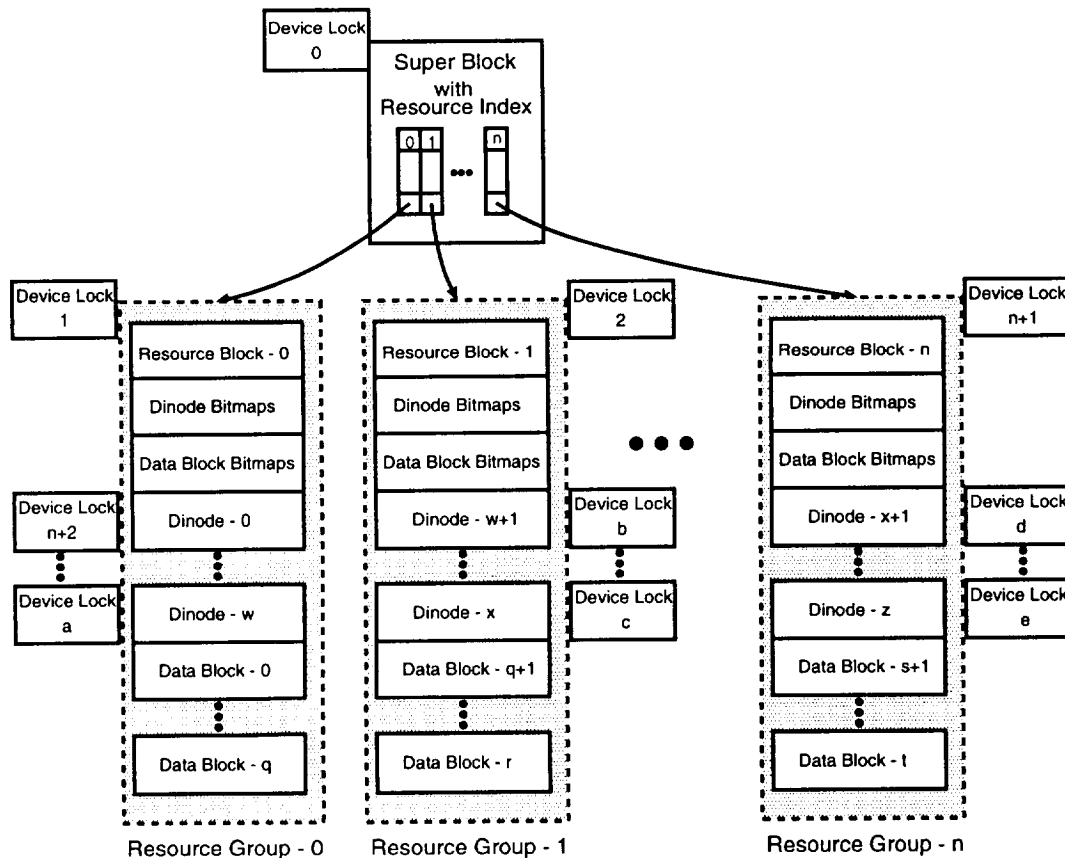 Device Lock
0
Super Block
with
Resource Index
0 1 n
Device Lock
1
Resource Block - 0
Dinode Bitmaps
Data Block Bitmaps
Dinode - 0
Device Lock
n+2
Device Lock
a
Dinode - w
Data Block - 0
Data Block - q
Resource Group - 0
Device Lock
2
Resource Block - 1
Dinode Bitmaps
Data Block Bitmaps
Dinode - w+1
Device Lock
b
Device Lock
c
Dinode - x
Data Block - q+1
Data Block - r
Resource Group - 1
Device Lock
n+1
Resource Block - n
Dinode Bitmaps
Data Block Bitmaps
Dinode - x+1
Device Lock
d
Device Lock
e
Dinode - z
Data Block - s+1
Data Block - t
Resource Group - n